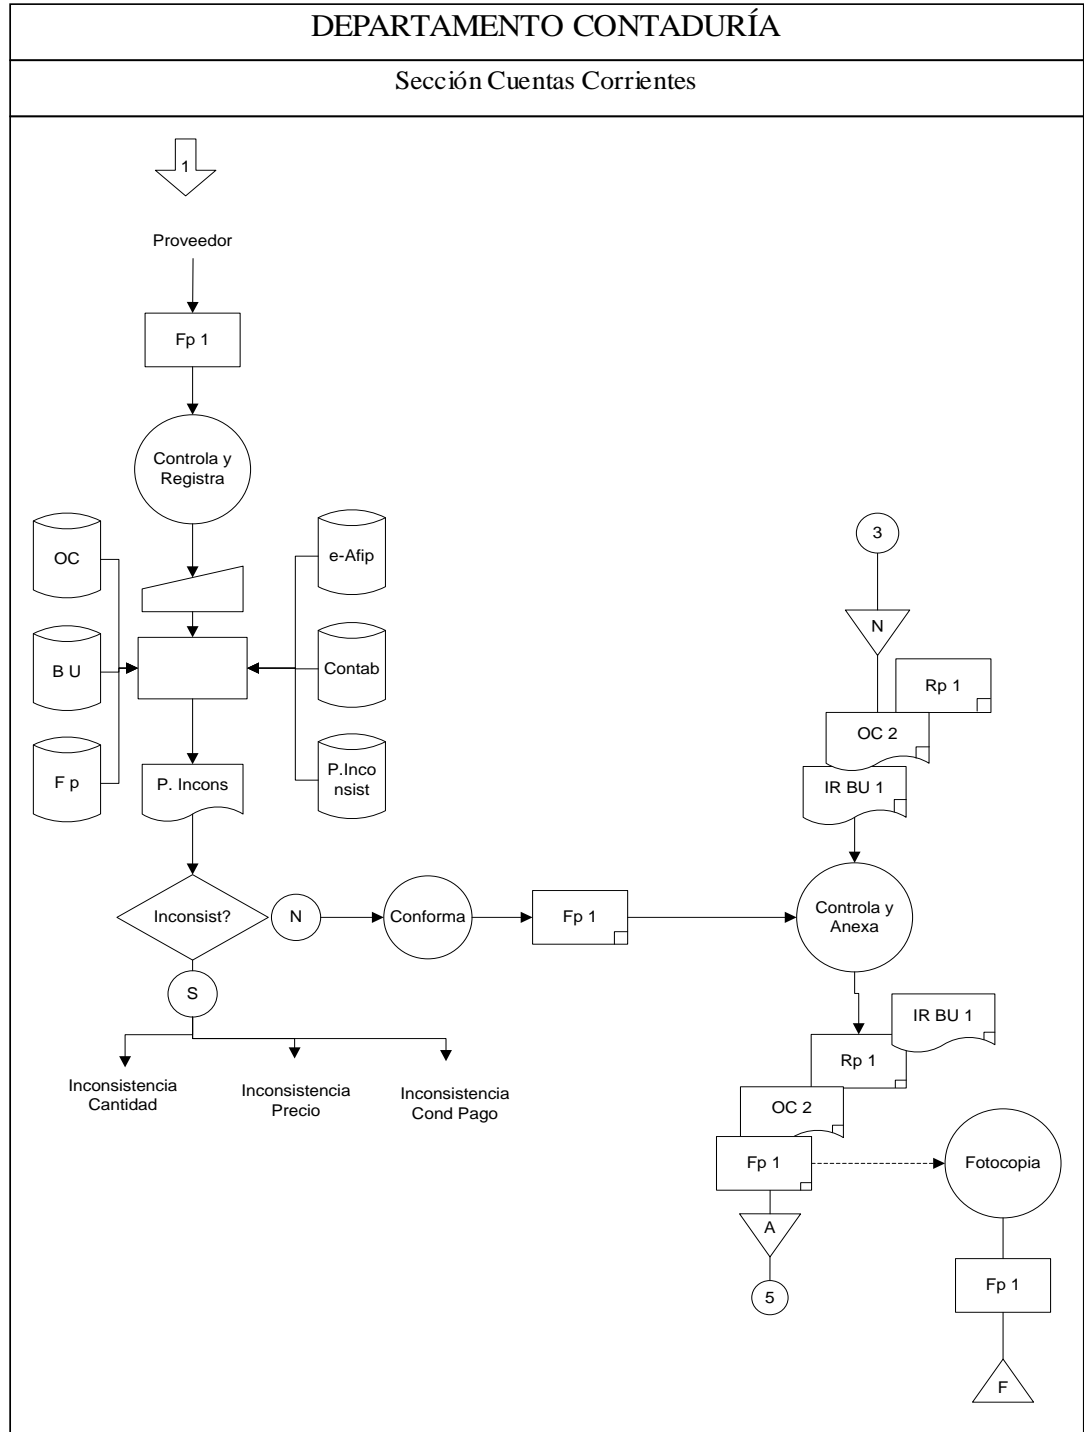 DEPARTAMENTO CONTADURÍA
Sección Cuentas Corrientes
1
Proveedor
Fp 1
Controla y
Registra
OC
e-Afip
B U
Contab
F p
P. Incons
P.Inco
nsist
3
N
Rp 1
OC 2
IR BU 1
Inconsist?
N
Conforma
Fp 1
Controla y
Anexa
S
Inconsistencia
Cantidad
Inconsistencia
Precio
Inconsistencia
Cond Pago
IR BU 1
Rp 1
OC 2
Fp 1
Fotocopia
A
5
Fp 1
F